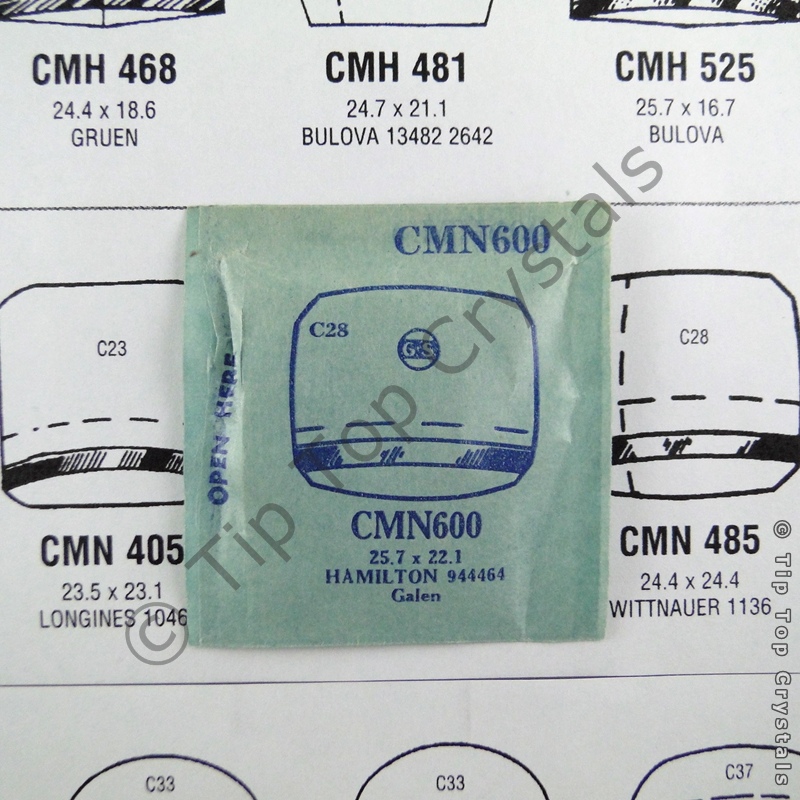 CMH 468
24.4 x 18.6
GRUEN
CMH 481
24.7 x 21.1
BULOVA 13482 2642
CMH 525
25.7 x 16.7
BULOVA
C23
CMN 405
23.5 x 23.1
LONGINES 1046
CMN600
C28
GS
OPEN HERE
CMN600
25.7 x 22.1
HAMILTON 944464
Galen
C28
CMN 485
24.4 x 24.4
WITTNAUER 1136
C33
C33
C37
© Tip Top Crystals
© Tip Top Crystals